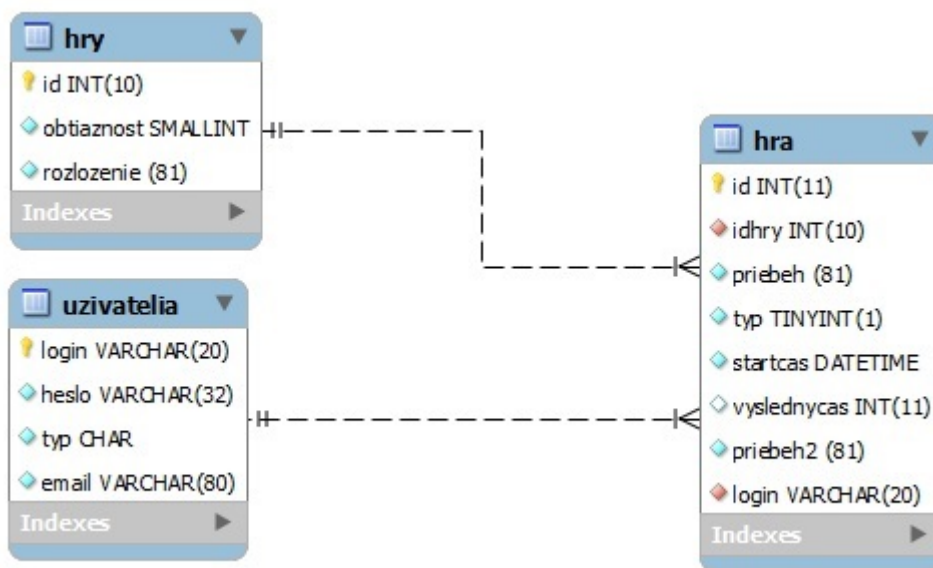 hry
id INT(10)
obtiaznost SMALLINT
rozlozenie (81)
Indexes
uzivatelia
login VARCHAR(20)
heslo VARCHAR(32)
typ CHAR
email VARCHAR(80)
Indexes
hra
id INT(11)
idhry INT(10)
priebeh (81)
typ TINYINT(1)
startcas DATETIME
vyslednycas INT(11)
priebeh2 (81)
login VARCHAR(20)
Indexes